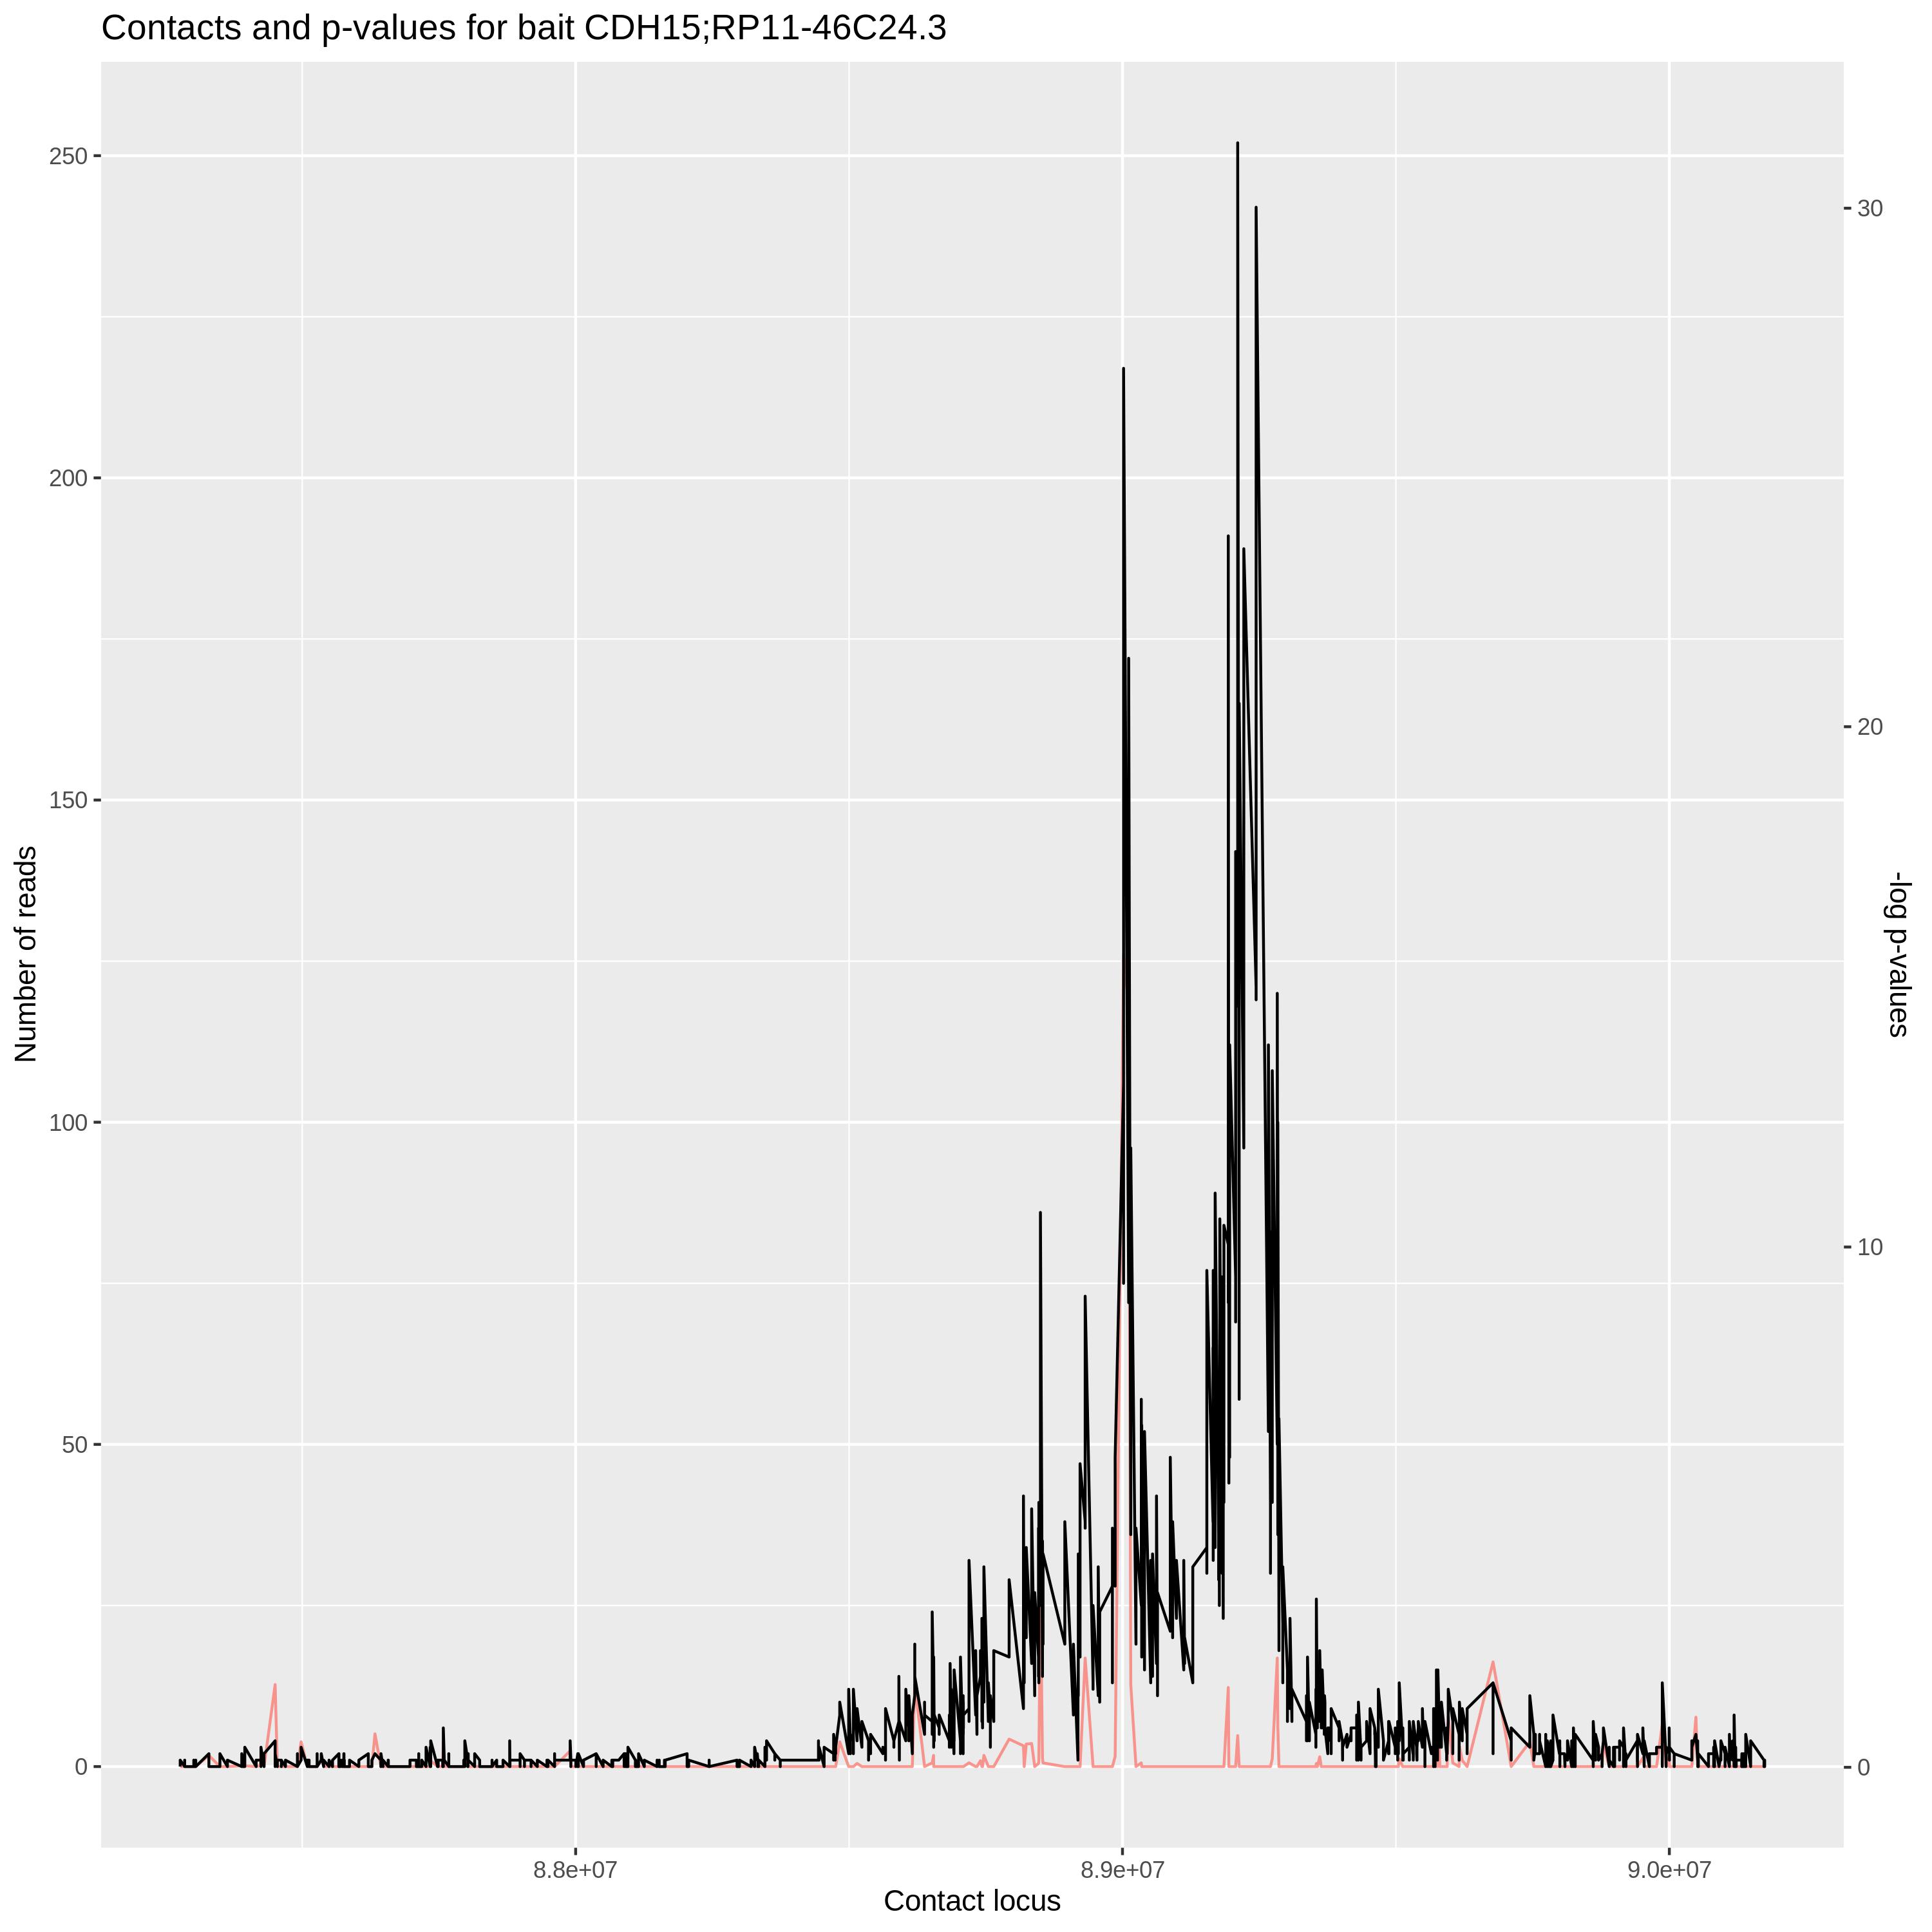 Contacts and p-values for bait CDH15;RP11-46C24.3
250
200
150
100
50
0
Number of reads
30
20
10
0
-log p-values
8.8e+07
8.9e+07
9.0e+07
Contact locus